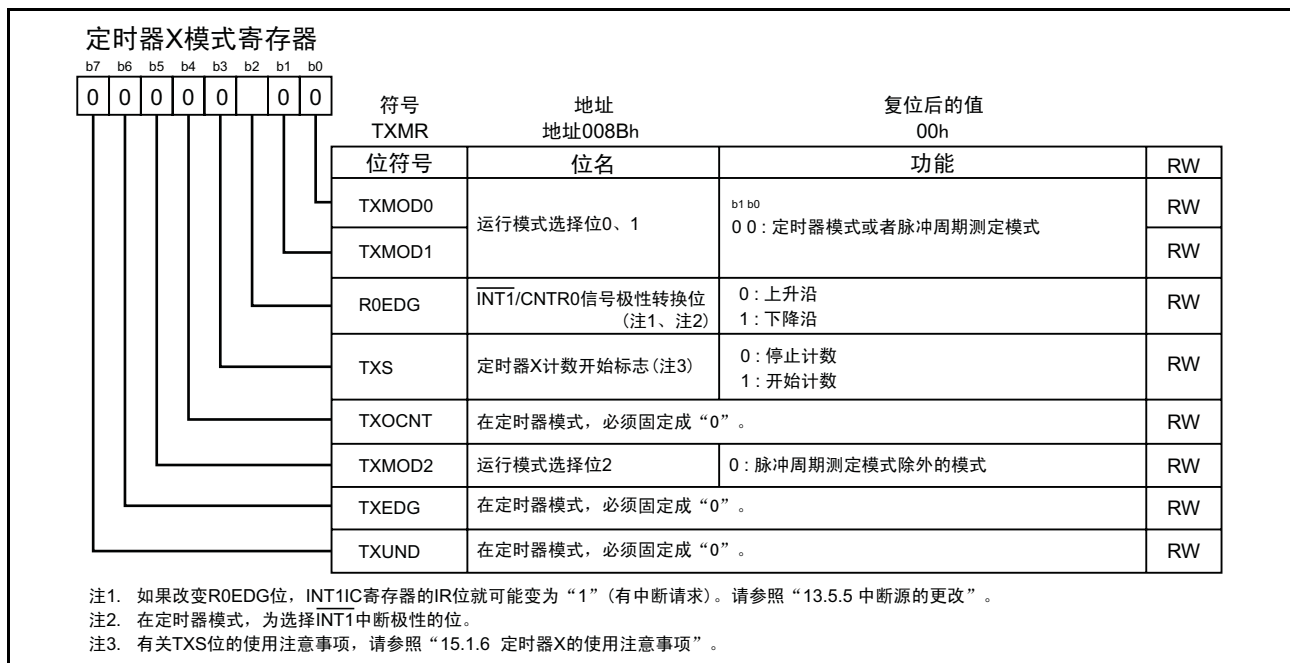 定时器X模式寄存器
b7 b6 b5 b4 b3 b2 b1 b0
0 0 0 0 0 0 0
符号 地址 复位后的值
TXMR 地址008Bh 00h
位符号 位名 功能 RW
TXMOD0 RW
运行模式选择位0、1
b1 b0
0 0 : 定时器模式或者脉冲周期测定模式
TXMOD1 RW
R0EDG INT1/CNTR0信号极性转换位 0 : 上升沿 RW
(注1、注2) 1 : 下降沿
TXS 定时器X计数开始标志(注3) 0 : 停止计数 RW
1 : 开始计数
TXOCNT 在定时器模式，必须固定成“0”。 RW
TXMOD2 运行模式选择位2 0 : 脉冲周期测定模式除外的模式 RW
TXEDG 在定时器模式，必须固定成“0”。 RW
TXUND 在定时器模式，必须固定成“0”。 RW
注1. 如果改变R0EDG位，INT1IC寄存器的IR位就可能变为“1”(有中断请求)。请参照“13.5.5 中断源的更改”。
注2. 在定时器模式，为选择INT1中断极性的位。
注3. 有关TXS位的使用注意事项，请参照“15.1.6 定时器X的使用注意事项”。